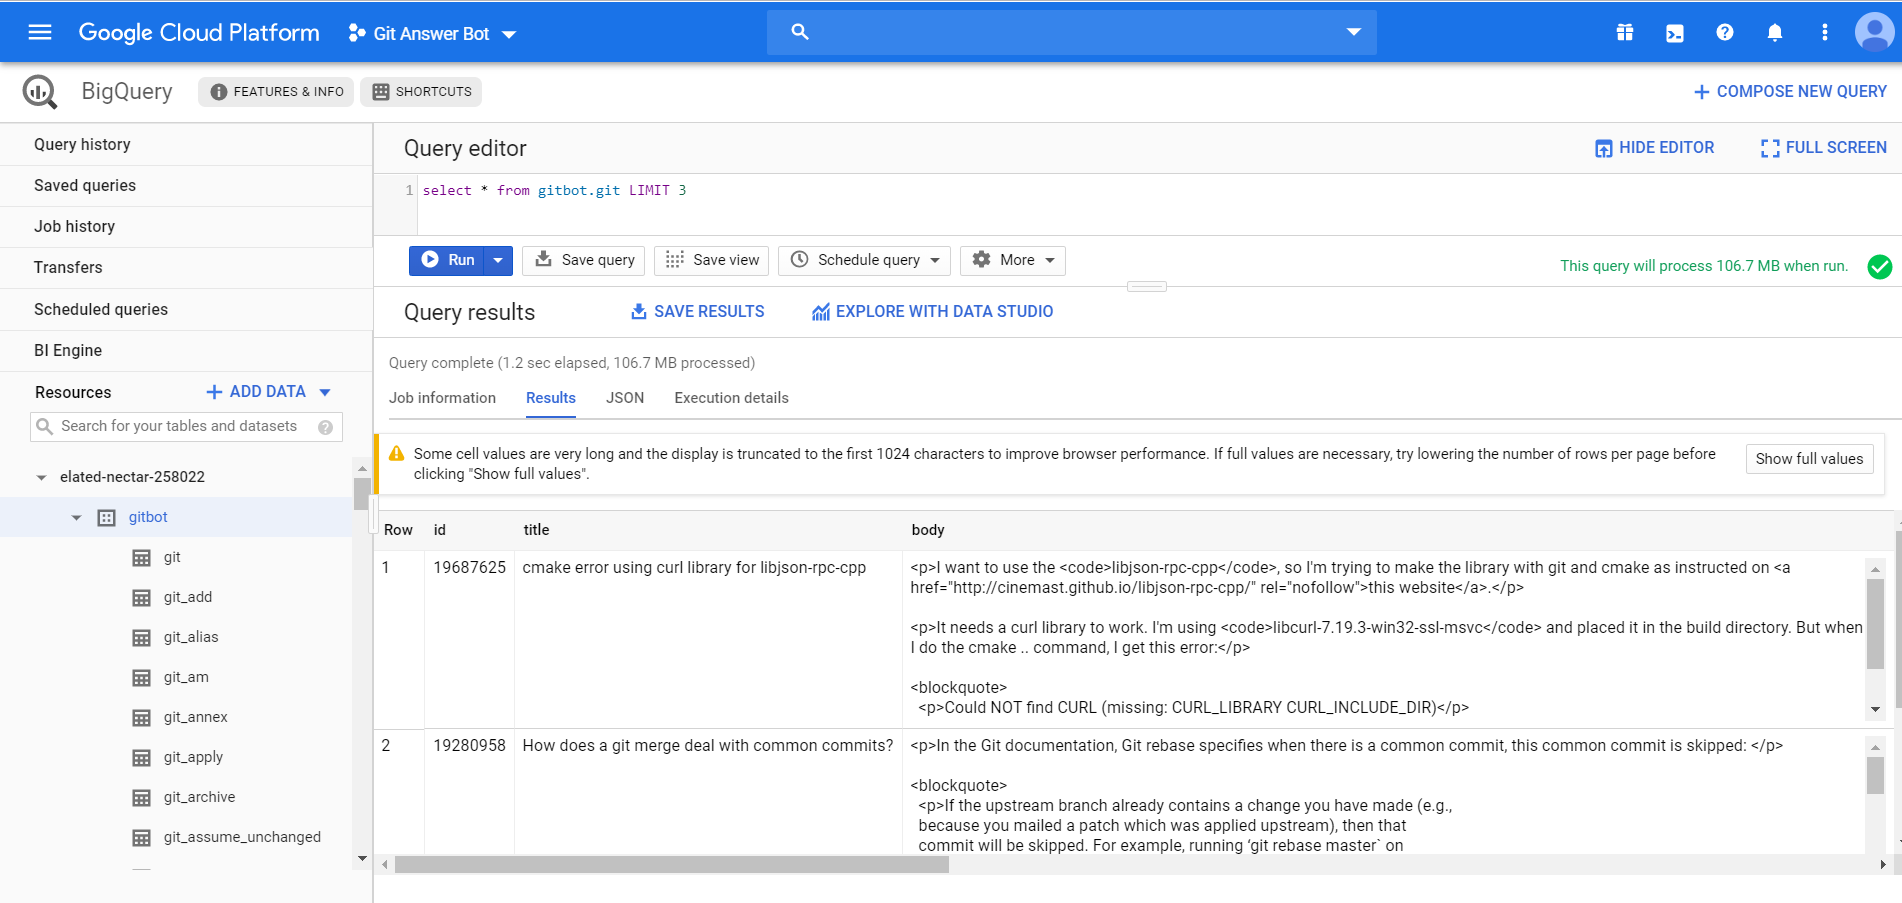 Google Cloud Platform
Git Answer Bot
BigQuery
FEATURES & INFO
SHORTCUTS
COMPOSE NEW QUERY
Query history
Saved queries
Job history
Transfers
Scheduled queries
BI Engine
Resources
ADD DATA
Search for your tables and datasets
elated-nectar-258022
gitbot
git
git_add
git_alias
git_am
git_annex
git_apply
git_archive
git_assume_unchanged
Query editor
HIDE EDITOR
FULL SCREEN
1 select * from gitbot.git LIMIT 3
Run
Save query
Save view
Schedule query
More
This query will process 106.7 MB when run.
Query results
SAVE RESULTS
EXPLORE WITH DATA STUDIO
Query complete (1.2 sec elapsed, 106.7 MB processed)
Job information
Results
JSON
Execution details
Some cell values are very long and the display is truncated to the first 1024 characters to improve browser performance. If full values are necessary, try lowering the number of rows per page before
clicking "Show full values".
Show full values
Row id title body
1 19687625 cmake error using curl library for libjson-rpc-cpp
<p>I want to use the <code>libjson-rpc-cpp</code>, so I'm trying to make the library with git and cmake as instructed on <a
href="http://cinemast.github.io/libjson-rpc-cpp/" rel="nofollow">this website</a>.</p>
<p>It needs a curl library to work. I'm using <code>libcurl-7.19.3-win32-ssl-msvc</code> and placed it in the build directory. But when
I do the cmake .. command, I get this error:</p>
<blockquote>
<p>Could NOT find CURL (missing: CURL_LIBRARY CURL_INCLUDE_DIR)</p>
2 19280958 How does a git merge deal with common commits?
<p>In the Git documentation, Git rebase specifies when there is a common commit, this common commit is skipped: </p>
<blockquote>
<p>If the upstream branch already contains a change you have made (e.g.,
because you mailed a patch which was applied upstream), then that
commit will be skipped. For example, running ‘git rebase master` on